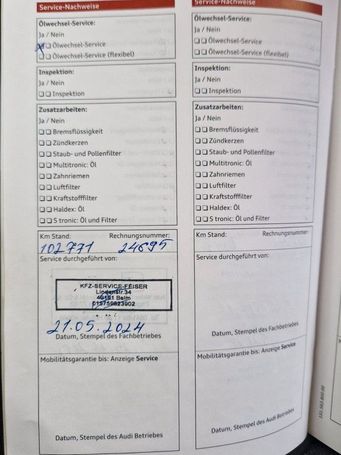 Service-Nachweise
Ölwechsel-Service:
Ja / Nein
Ölwechsel-Service
Ölwechsel-Service (flexibel)
Inspektion:
Ja / Nein
Inspektion
Zusatzarbeiten:
Ja / Nein
Bremsflüssigkeit
Zündkerzen
Staub- und Pollenfilter
Multitronic: Öl
Zahnriemen
Luftfilter
Kraftstofffilter
Haldex: Öl
S tronic: Öl und Filter
Km Stand: Rechnungsnummer:
102771 24695
Service durchgeführt von:
KFZ-SERVICE-FEISER
Lindenstr.34
49191 Belm
21.05.2024
Datum, Stempel des Fachbetriebes
Mobilitätsgarantie bis: Anzeige Service
Datum, Stempel des Audi Betriebes
Service-Nachweise
Ölwechsel-Service:
Ja / Nein
Ölwechsel-Service
Ölwechsel-Service (flexibel)
Inspektion:
Ja / Nein
Inspektion
Zusatzarbeiten:
Ja / Nein
Bremsflüssigkeit
Zündkerzen
Staub- und Pollenfilter
Multitronic: Öl
Zahnriemen
Luftfilter
Kraftstofffilter
Haldex: Öl
S tronic: Öl und Filter
Km Stand: Rechnungsnummer:
Service durchgeführt von:
Datum, Stempel des Fachbetriebes
Mobilitätsgarantie bis: Anzeige Service
Datum, Stempel des Audi Betriebes